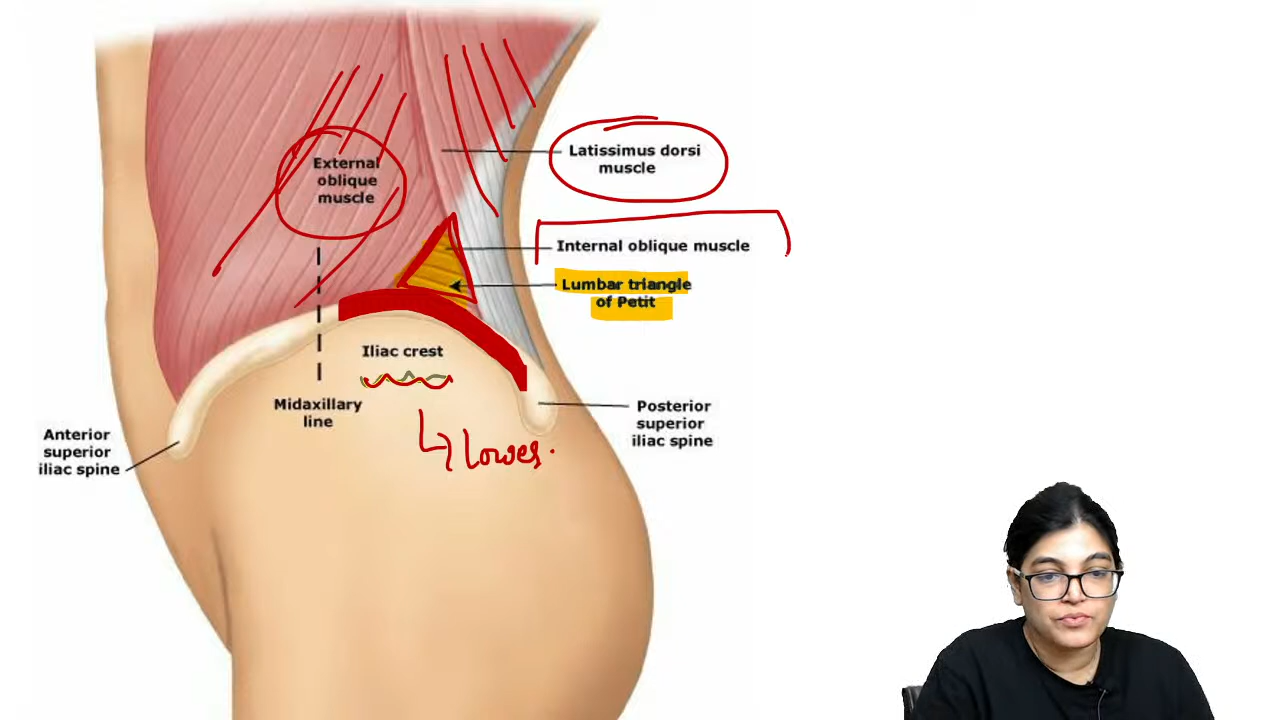 External
oblique
muscle
Latissimus dorsi
muscle
Internal oblique muscle
Lumbar triangle
of Petit
Iliac crest
Midaxillary
line
Posterior
superior
iliac spine
Anterior
superior
iliac spine
Lower.